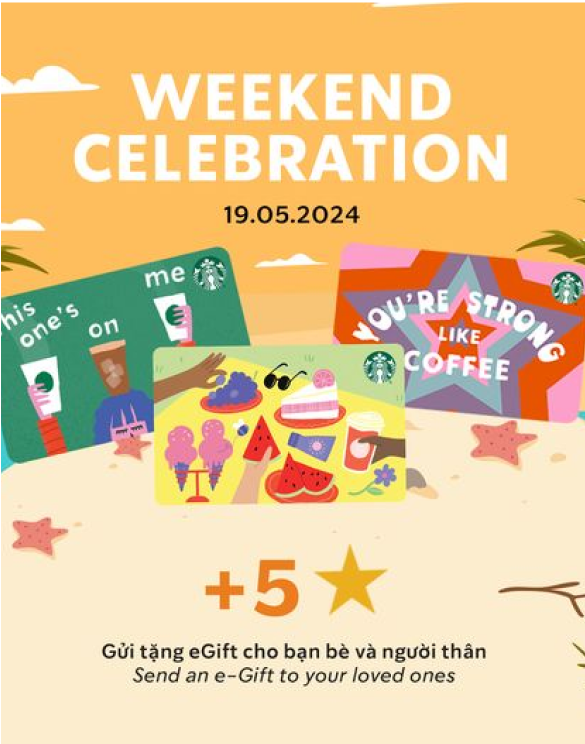 WEEKEND
CELEBRATION
19.05.2024
his
one's
on
me
YOU'RE STRONG
LIKE
COFFEE
+5
Gửi tặng eGift cho bạn bè và người thân
Send an e-Gift to your loved ones